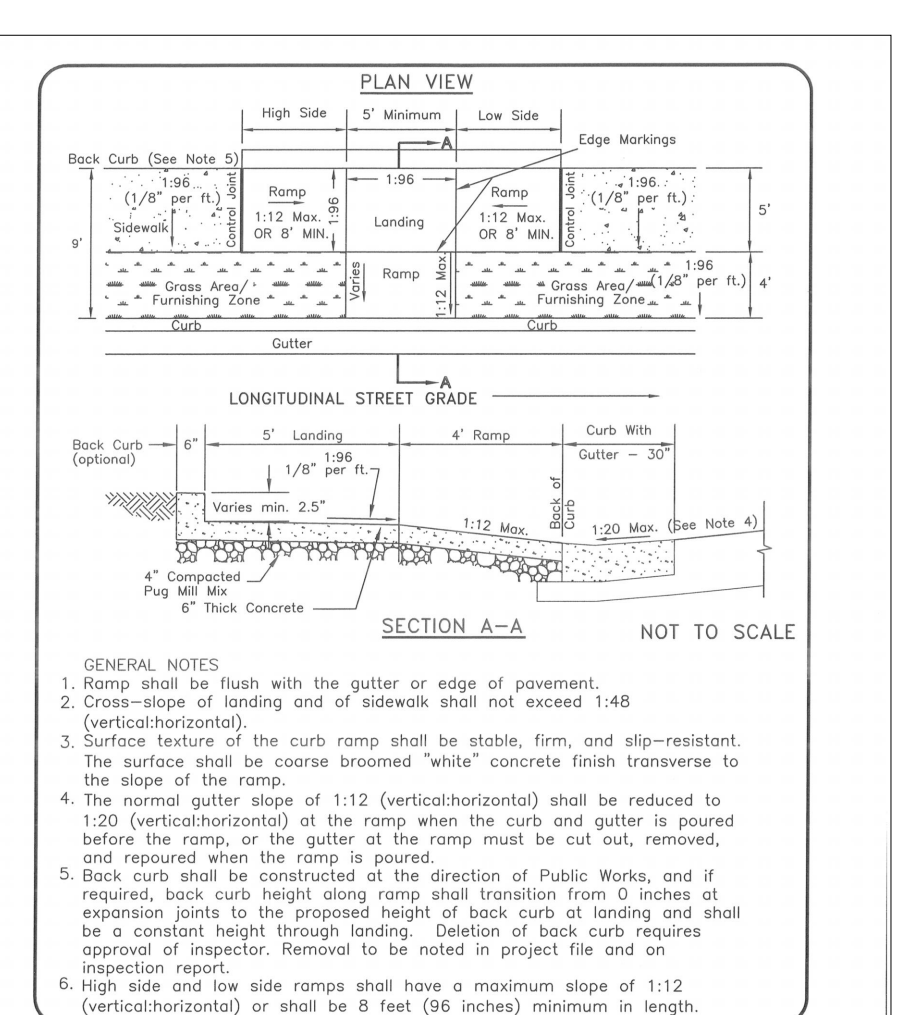 PLAN VIEW
High Side
5' Minimum
Low Side
A
Edge Markings
Back Curb (See Note 5)
1:96
(1/8" per ft.)
Sidewalk
9'
Control Joint
Ramp
1:12 Max.
OR 8' MIN.
1:96
1:96
Landing
Ramp
1:12 Max.
OR 8' MIN.
Control Joint
1:96
(1/8" per ft.)
5'
Grass Area/
Furnishing Zone
Varies
Ramp
1:12 Max.
Grass Area/
Furnishing Zone
1:96
(1/8" per ft.)
4'
Curb
Curb
Gutter
A
LONGITUDINAL STREET GRADE
Back Curb
(optional)
6"
5' Landing
4' Ramp
Curb With
Gutter - 30"
1:96
1/8" per ft.
Varies min. 2.5"
1:12 Max.
Back of
Curb
1:20 Max. (See Note 4)
4" Compacted
Pug Mill Mix
6" Thick Concrete
SECTION A-A
NOT TO SCALE
GENERAL NOTES
1. Ramp shall be flush with the gutter or edge of pavement.
2. Cross-slope of landing and of sidewalk shall not exceed 1:48
(vertical:horizontal).
3. Surface texture of the curb ramp shall be stable, firm, and slip-resistant.
The surface shall be coarse broomed "white" concrete finish transverse to
the slope of the ramp.
4. The normal gutter slope of 1:12 (vertical:horizontal) shall be reduced to
1:20 (vertical:horizontal) at the ramp when the curb and gutter is poured
before the ramp, or the gutter at the ramp must be cut out, removed,
and repoured when the ramp is poured.
5. Back curb shall be constructed at the direction of Public Works, and if
required, back curb height along ramp shall transition from 0 inches at
expansion joints to the proposed height of back curb at landing and shall
be a constant height through landing. Deletion of back curb requires
approval of inspector. Removal to be noted in project file and on
inspection report.
6. High side and low side ramps shall have a maximum slope of 1:12
(vertical:horizontal) or shall be 8 feet (96 inches) minimum in length.